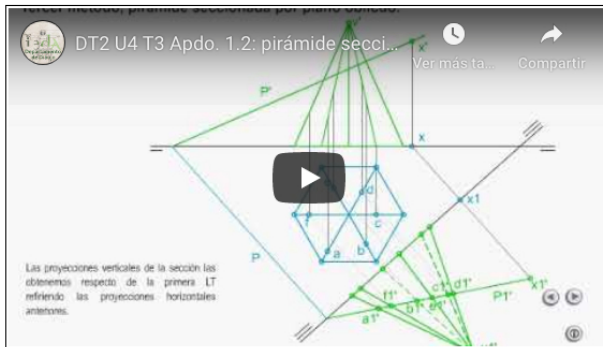 Tercer método, pirámide seccionada por plano oblicuo.
DT2 U4 T3 Apdo. 1.2: pirámide secci...
Ver más ta...
Compartir
v'
x'
P'
x
d
f
c
x1
a
b
P
Las proyecciones verticales de la sección las
obtenemos respecto de la primera LT
refiriendo las proyecciones horizontales
anteriores.
c1'
d1'
x1'
f1'
b1'
e1'
P1'
a1'